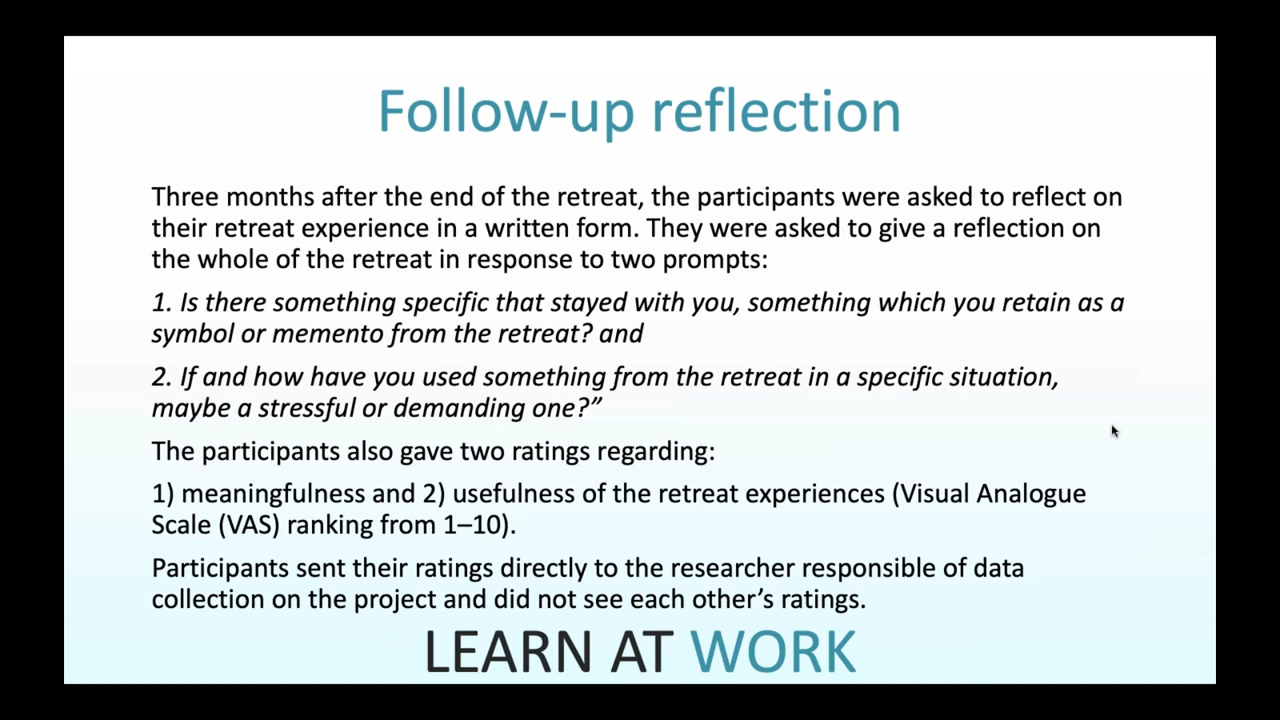 Follow-up reflection
Three months after the end of the retreat, the participants were asked to reflect on
their retreat experience in a written form. They were asked to give a reflection on
the whole of the retreat in response to two prompts:
1. Is there something specific that stayed with you, something which you retain as a
symbol or memento from the retreat? and
2. If and how have you used something from the retreat in a specific situation,
maybe a stressful or demanding one?”
The participants also gave two ratings regarding:
1) meaningfulness and 2) usefulness of the retreat experiences (Visual Analogue
Scale (VAS) ranking from 1–10).
Participants sent their ratings directly to the researcher responsible of data
collection on the project and did not see each other’s ratings.
LEARN AT WORK